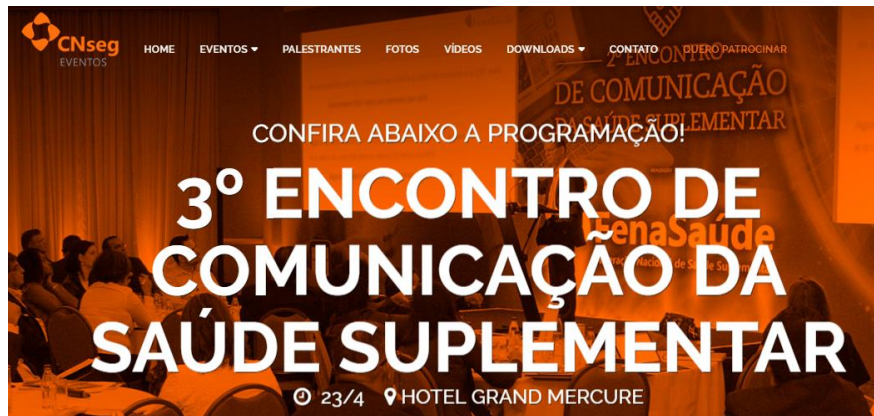 CNseg
EVENTOS
HOME EVENTOS PALESTRANTES FOTOS VÍDEOS DOWNLOADS CONTATO QUERO PATROCINAR
2º ENCONTRO
DE COMUNICAÇÃO
DA SAÚDE SUPLEMENTAR
CONFIRA ABAIXO A PROGRAMAÇÃO!
3º ENCONTRO DE
COMUNICAÇÃO DA
SAÚDE SUPLEMENTAR
FenaSaúde
23/4 HOTEL GRAND MERCURE